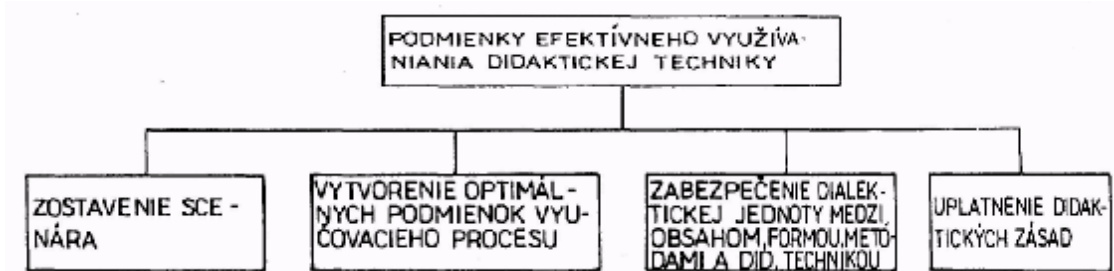 PODMIENKY EFEKTÍVNEHO VYUŽÍVA-
NIANIA DIDAKTICKEJ TECHNIKY
ZOSTAVENIE SCE-
NÁRA
VYTVORENIE OPTIMÁL-
NYCH PODMIENOK VYU-
ČOVACIEHO PROCESU
ZABEZPEČENIE DIALEK-
TICKEJ JEDNOTY MEDZI
OBSAHOM, FORMOU, METÓ-
DAMI A DID. TECHNIKOU
UPLATNENIE DIDAK-
TICKÝCH ZÁSAD